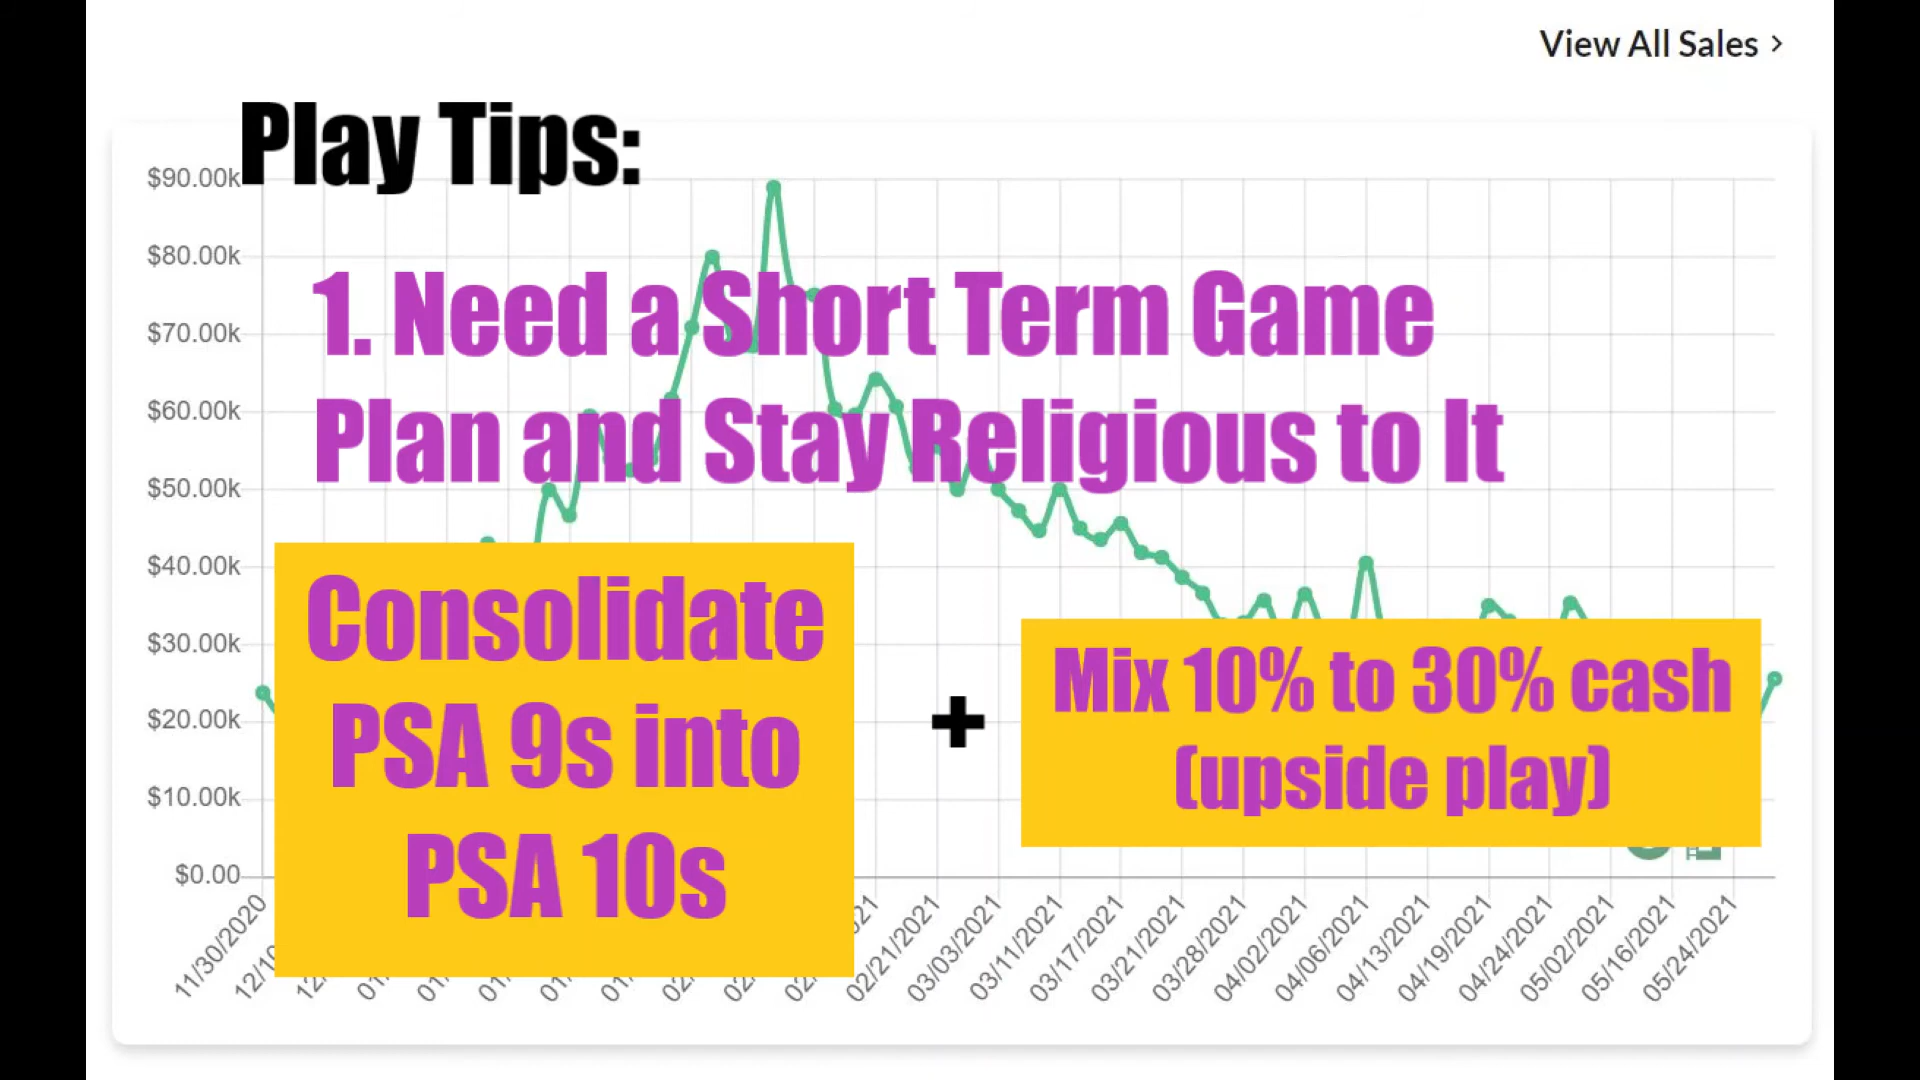 View All Sales >
Play Tips:
$90.00k
$80.00k
1. Need a Short Term Game
$70.00k
Plan and Stay Religious to It
$60.00k
$50.00k
$40.00k
Consolidate
PSA 9s into
PSA 10s
+
Mix 10% to 30% cash
(upside play)
$30.00k
$20.00k
$10.00k
$0.00
11/30/2020
02/21/2021
03/03/2021
03/11/2021
03/17/2021
03/21/2021
03/28/2021
04/02/2021
04/06/2021
04/13/2021
04/19/2021
04/24/2021
05/02/2021
05/16/2021
05/24/2021